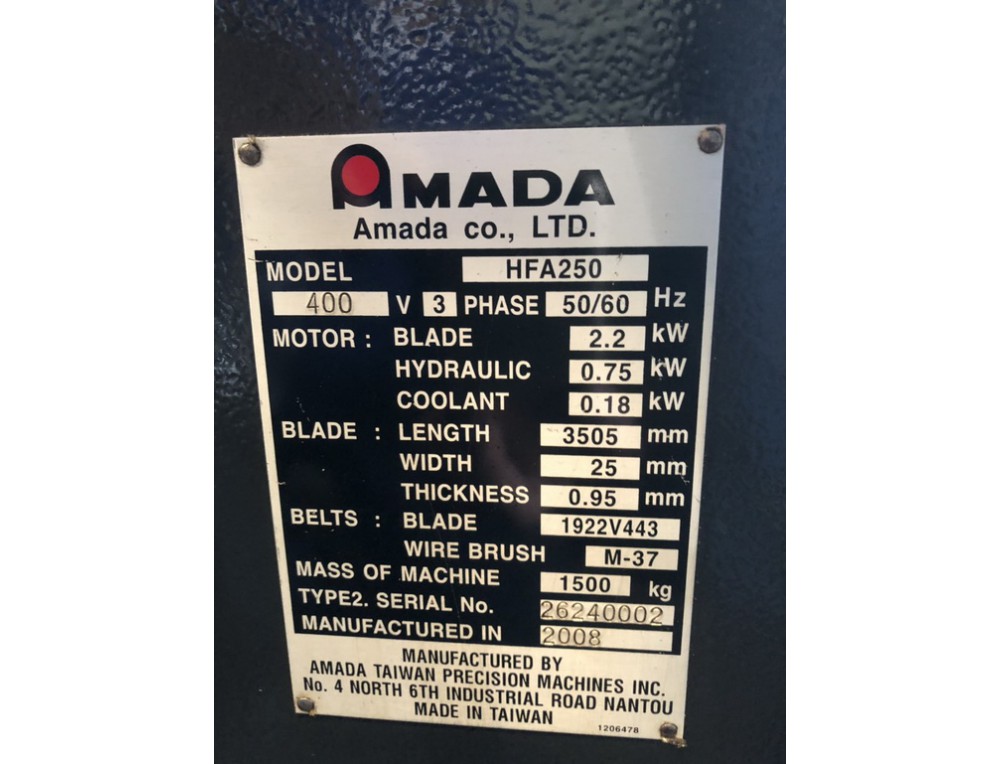 AMADA
Amada co., LTD.
MODEL HFA250
400 V 3 PHASE 50/60 Hz
MOTOR : BLADE 2.2 kW
HYDRAULIC 0.75 kW
COOLANT 0.18 kW
BLADE : LENGTH 3505 mm
WIDTH 25 mm
THICKNESS 0.95 mm
BELTS : BLADE 1922V443
WIRE BRUSH M-37
MASS OF MACHINE 1500 kg
TYPE2. SERIAL No. 26240002
MANUFACTURED IN 2008
MANUFACTURED BY
AMADA TAIWAN PRECISION MACHINES INC.
No. 4 NORTH 6TH INDUSTRIAL ROAD NANTOU
MADE IN TAIWAN
1206478